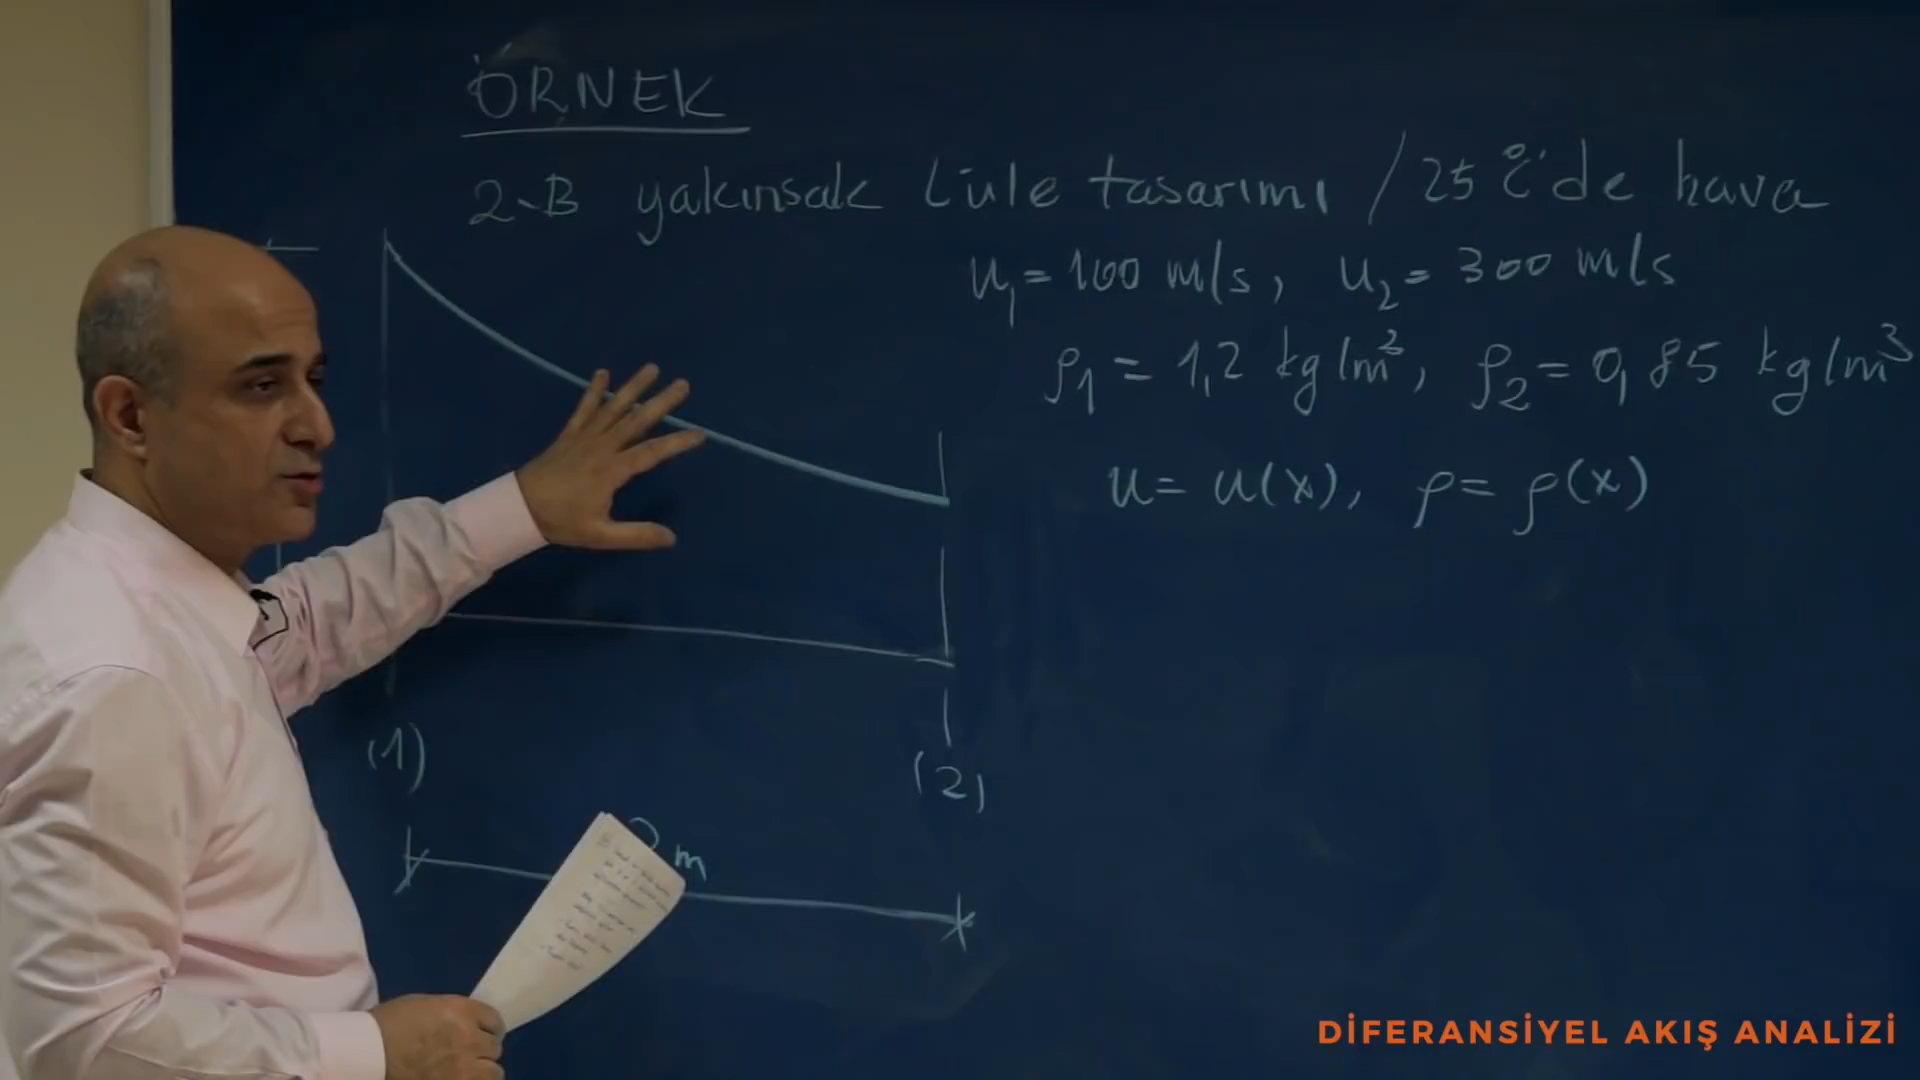 ÖRNEK
2-B yakınsak Lüle tasarımı / 25°C'de hava
u₁ = 100 m/s, u₂ = 300 m/s
ρ₁ = 1,2 kg/m³, ρ₂ = 0,85 kg/m³
u = u(x), ρ = ρ(x)
(1)
(2)
m
DİFERANSİYEL AKIŞ ANALİZİ